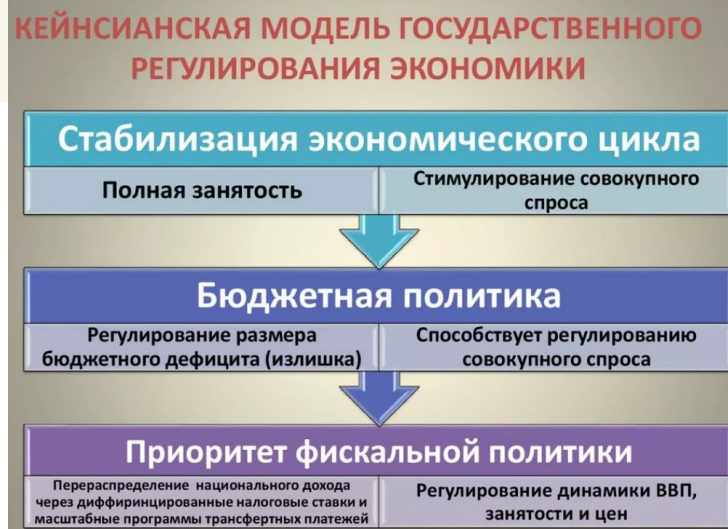 КЕЙНСИАНСКАЯ МОДЕЛЬ ГОСУДАРСТВЕННОГО
РЕГУЛИРОВАНИЯ ЭКОНОМИКИ
Стабилизация экономического цикла
Полная занятость
Стимулирование совокупного
спроса
Бюджетная политика
Регулирование размера
бюджетного дефицита (излишка)
Способствует регулированию
совокупного спроса
Приоритет фискальной политики
Перераспределение национального дохода
через диффиринцированные налоговые ставки и
масштабные программы трансфертных платежей
Регулирование динамики ВВП,
занятости и цен